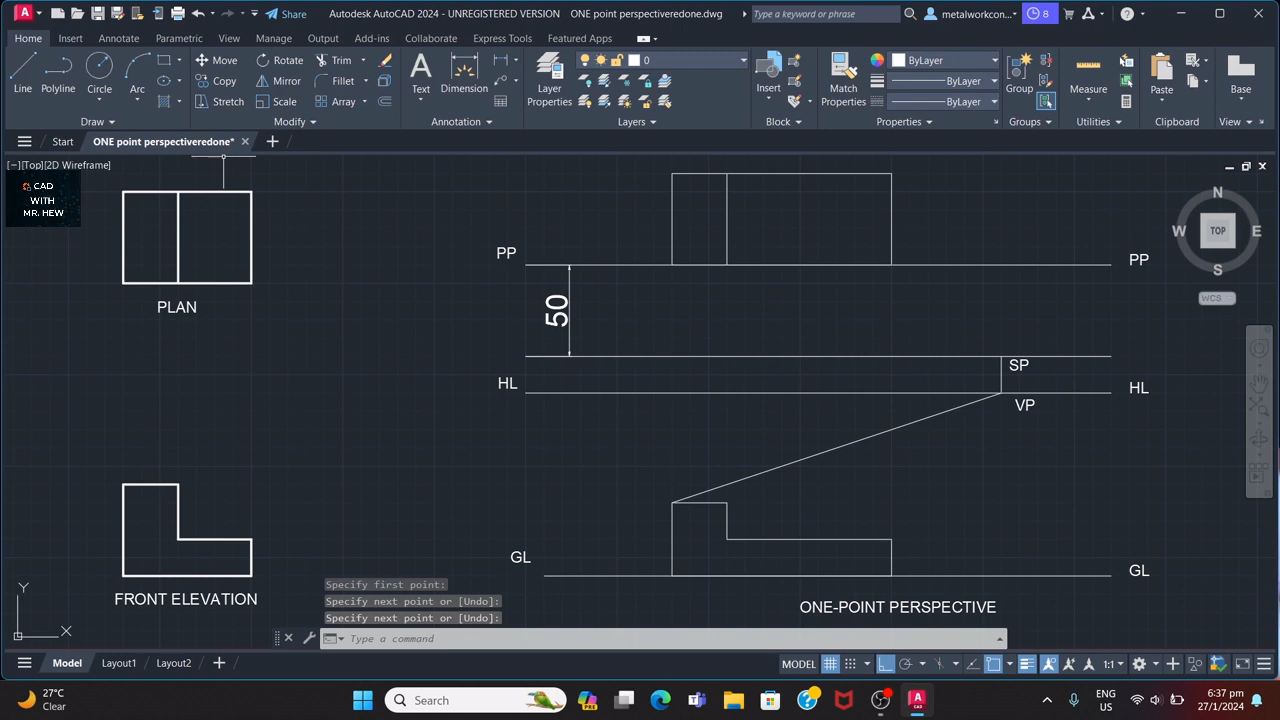 Share
Autodesk AutoCAD 2024 - UNREGISTERED VERSION
ONE point perspectiveredone.dwg
Type a keyword or phrase
metalworkcon...
8
Home
Insert
Annotate
Parametric
View
Manage
Output
Add-ins
Collaborate
Express Tools
Featured Apps
Line
Polyline
Circle
Arc
Move
Rotate
Trim
Copy
Mirror
Fillet
Stretch
Scale
Array
Text
Dimension
Layer
Properties
0
Insert
Match
Properties
ByLayer
ByLayer
ByLayer
Group
Measure
Paste
Base
Draw
Modify
Annotation
Layers
Block
Properties
Groups
Utilities
Clipboard
View
Start
ONE point perspectiveredone*
[−][Top][2D Wireframe]
CAD
WITH
MR. HEW
N
W
TOP
E
S
WCS
PP
PP
PLAN
50
SP
HL
HL
VP
GL
GL
FRONT ELEVATION
ONE-POINT PERSPECTIVE
Y
X
Specify first point:
Specify next point or [Undo]:
Specify next point or [Undo]:
Type a command
Model
Layout1
Layout2
MODEL
1:1
27°C
Clear
Search
PRE
ENG
US
6:37 pm
27/1/2024